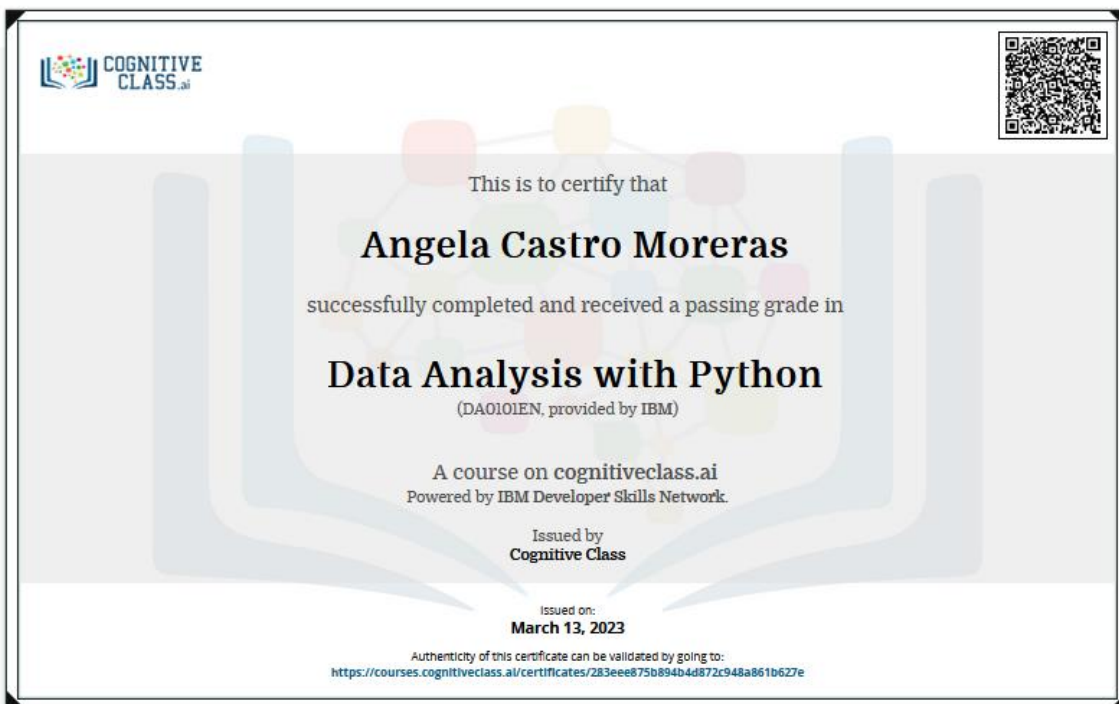 COGNITIVE
CLASS.ai
This is to certify that
Angela Castro Moreras
successfully completed and received a passing grade in
Data Analysis with Python
(DA0101EN, provided by IBM)
A course on cognitiveclass.ai
Powered by IBM Developer Skills Network.
Issued by
Cognitive Class
Issued on:
March 13, 2023
Authenticity of this certificate can be validated by going to:
https://courses.cognitiveclass.ai/certificates/283eee875b894b4d872c948a861b627e